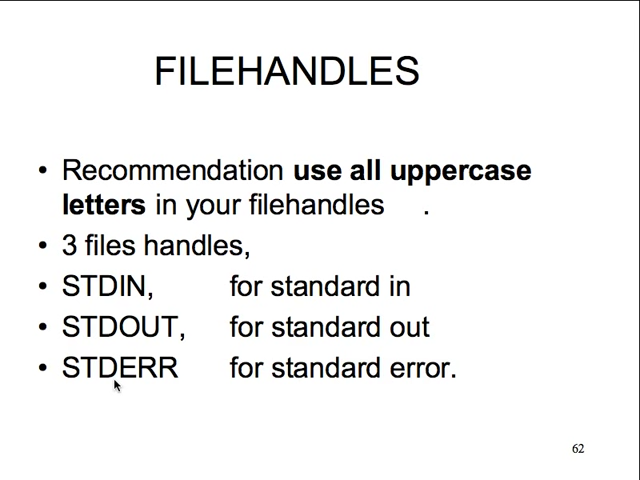 FILEHANDLES
• Recommendation use all uppercase
letters in your filehandles .
• 3 files handles,
• STDIN, for standard in
• STDOUT, for standard out
• STDERR for standard error.
62